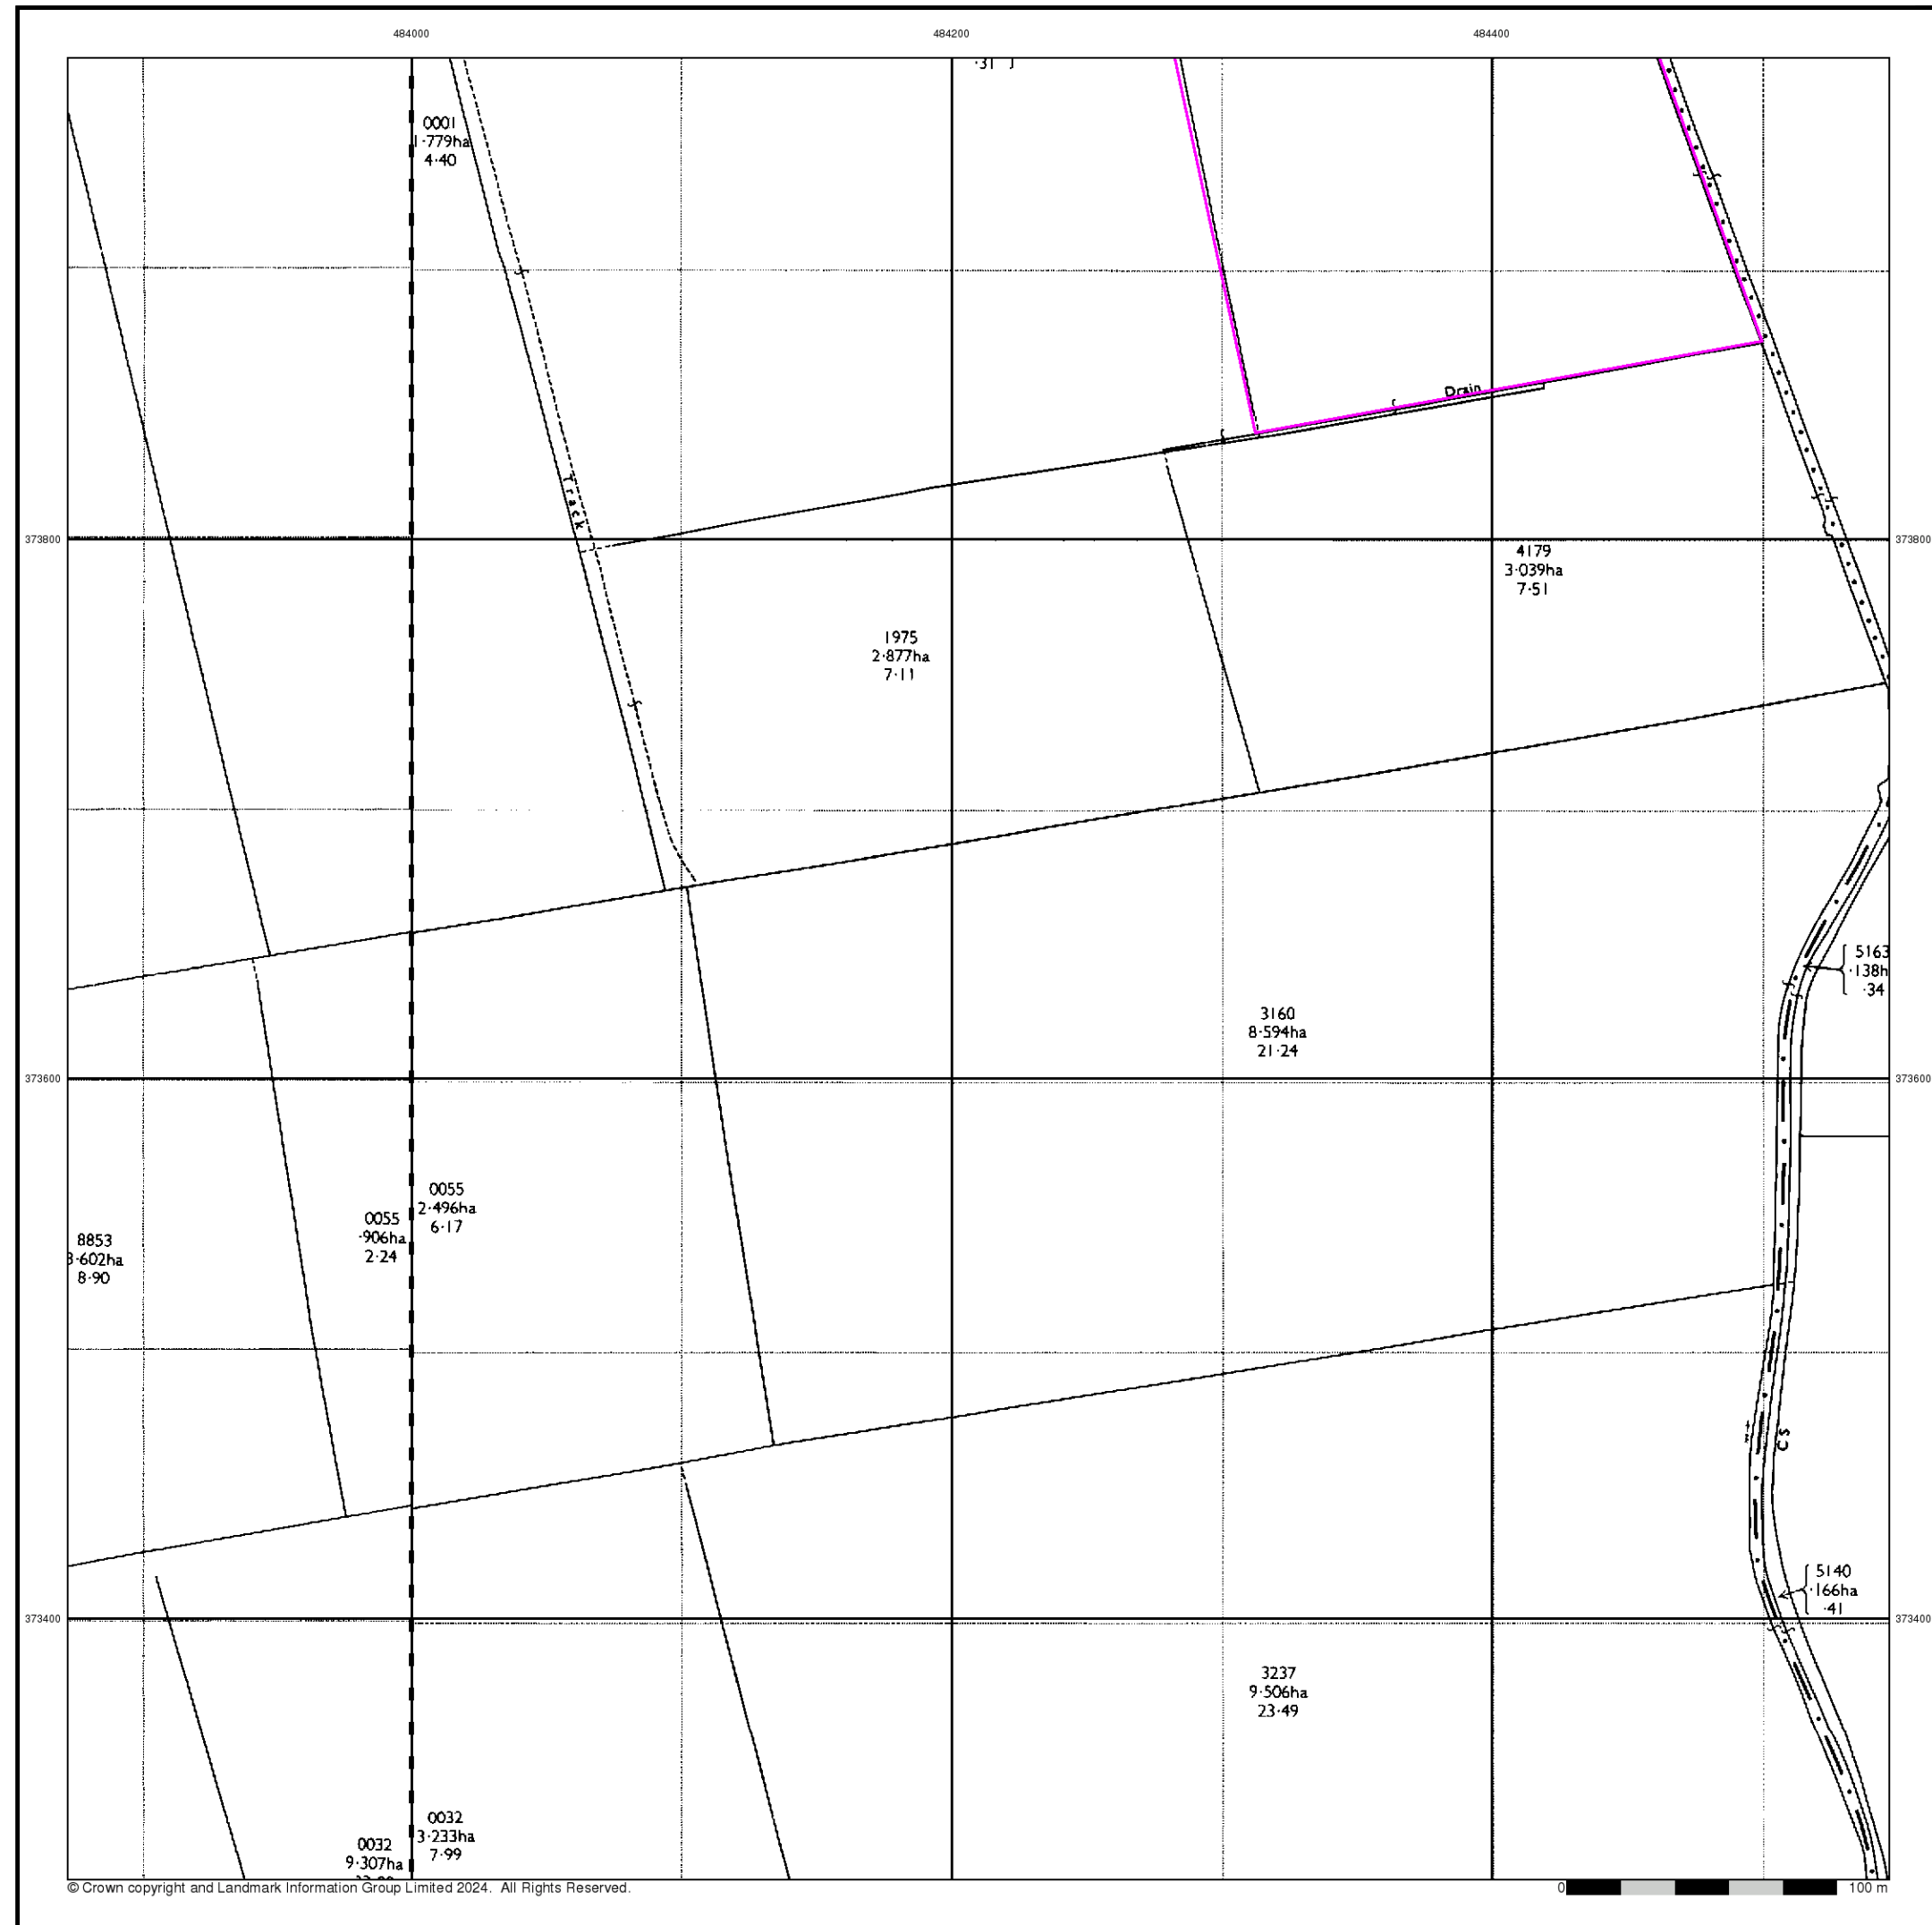 484000
484200
484400
·31
0001
1·779ha
4·40
Drain
Track
373800
373800
4179
3·039ha
7·51
1975
2·877ha
7·11
5163
·138h
·34
3160
8·594ha
21·24
373600
373600
0055
2·496ha
6·17
0055
·906ha
2·24
8853
3·602ha
8·90
CS
5140
·166ha
·41
373400
373400
3237
9·506ha
23·49
0032
3·233ha
7·99
0032
9·307ha
© Crown copyright and Landmark Information Group Limited 2024. All Rights Reserved.
0
100 m